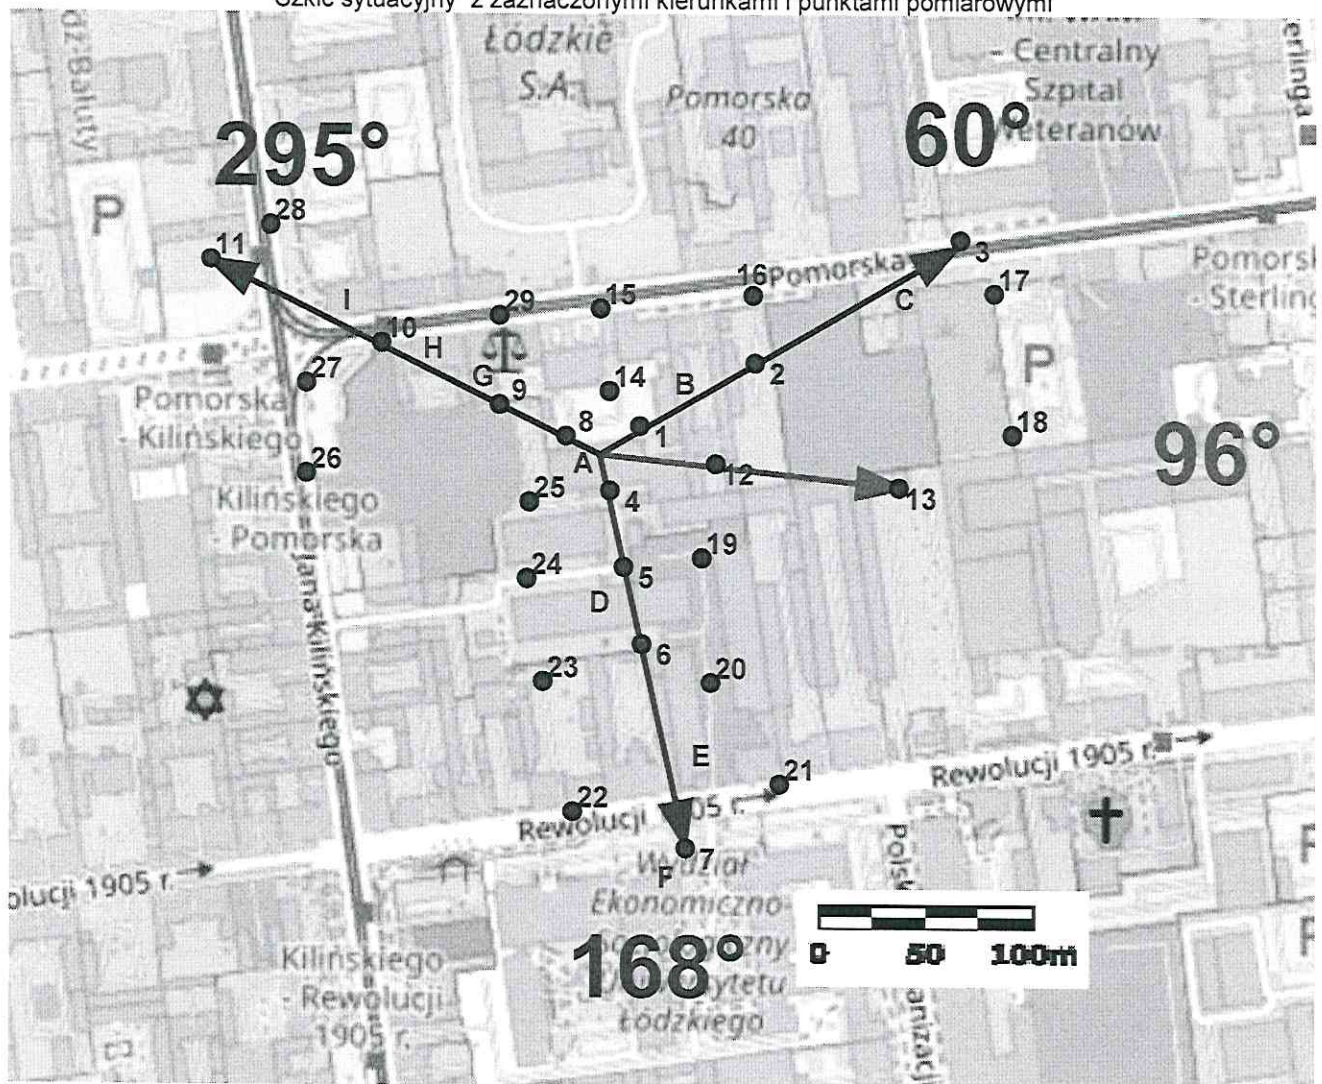 Szkic sytuacyjny z zaznaczonymi kierunkami i punktami pomiarowymi
Łódzkie
S.A.
Pomorska
40
- Centralny
Szpital
Weteranów
295°
60°
P
28
11
3
16
Pomorska
17
Pomorsk
- Sterling
15
29
I
C
10
H
27
G
9
14
B
2
P
Pomorska
- Kilińskiego
8
1
18
96°
A
12
26
25
4
13
Kilińskiego
- Pomorska
19
24
5
D
Jana Kilińskiego
6
23
20
E
21
Rewolucji 1905 r.
22
Rewolucji 1905 r.
7
F
Wydział
Ekonomiczno-
olucji 1905 r.
168°
Łódzkiego
0 50 100m
Kilińskiego
- Rewolucji
1905 r.